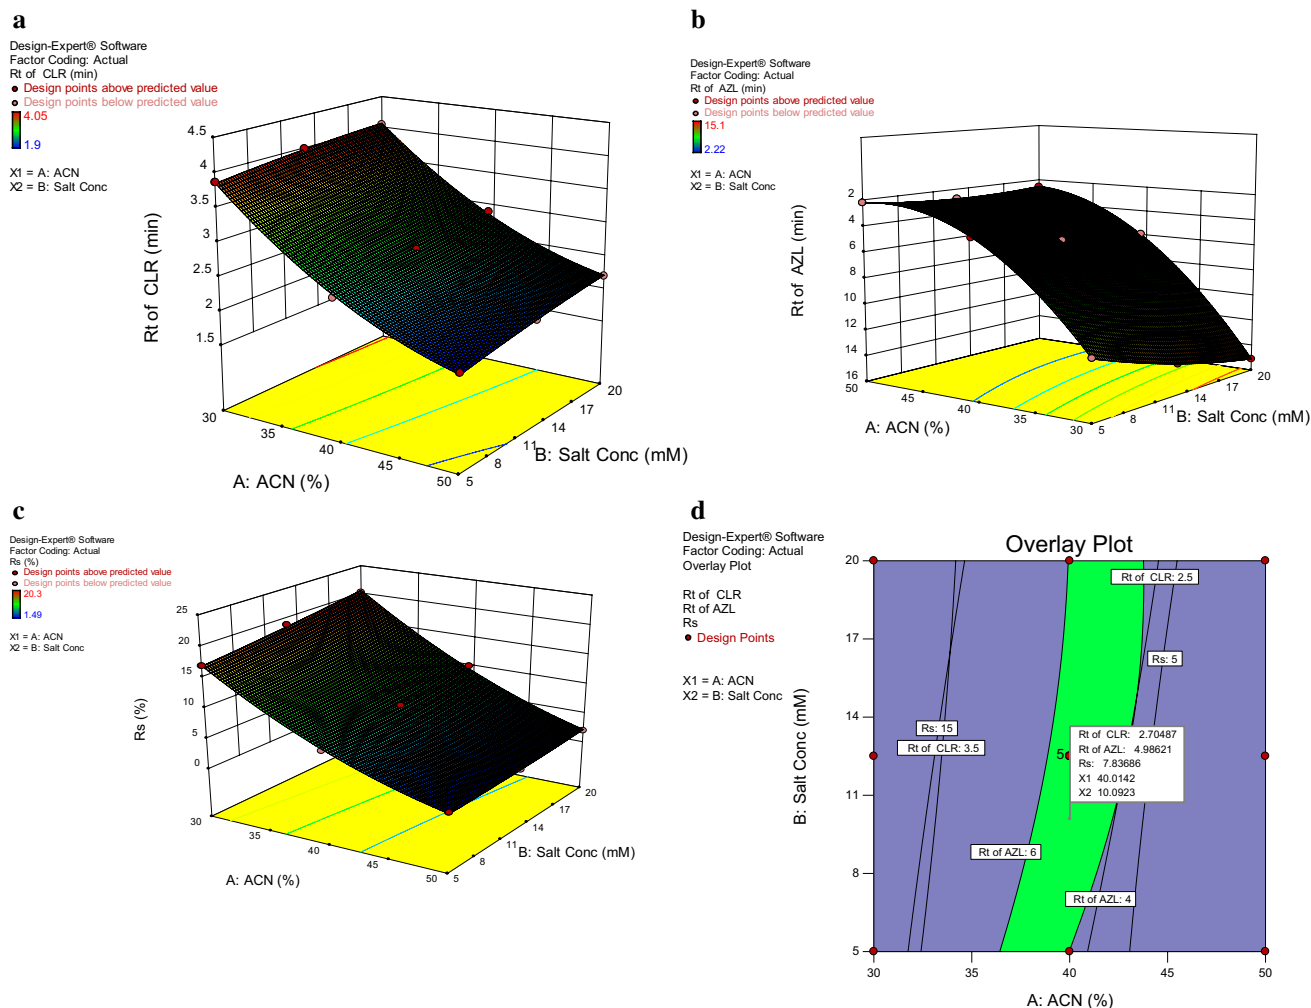 a
Design-Expert® Software
Factor Coding: Actual
Rt of CLR (min)
Design points above predicted value
Design points below predicted value
4.05
1.9
X1 = A: ACN
X2 = B: Salt Conc
4.5
4
3.5
3
2.5
2
1.5
Rt of CLR (min)
30
35
40
45
50
A: ACN (%)
5
8
11
14
17
20
B: Salt Conc (mM)
b
Design-Expert® Software
Factor Coding: Actual
Rt of AZL (min)
Design points above predicted value
Design points below predicted value
15.1
2.22
X1 = A: ACN
X2 = B: Salt Conc
2
4
6
8
10
12
14
16
Rt of AZL (min)
50
45
40
35
30
A: ACN (%)
5
8
11
14
17
20
B: Salt Conc (mM)
c
Design-Expert® Software
Factor Coding: Actual
Rs (%)
Design points above predicted value
Design points below predicted value
20.3
1.49
X1 = A: ACN
X2 = B: Salt Conc
25
20
15
10
5
0
Rs (%)
30
35
40
45
50
A: ACN (%)
5
8
11
14
17
20
B: Salt Conc (mM)
d
Design-Expert® Software
Factor Coding: Actual
Overlay Plot
Rt of CLR
Rt of AZL
Rs
Design Points
X1 = A: ACN
X2 = B: Salt Conc
Overlay Plot
20
17
14
11
8
5
B: Salt Conc (mM)
Rt of CLR: 2.5
Rs: 5
Rs: 15
Rt of CLR: 3.5
5
Rt of CLR: 2.70487
Rt of AZL: 4.98621
Rs: 7.83686
X1 40.0142
X2 10.0923
Rt of AZL: 6
Rt of AZL: 4
30
35
40
45
50
A: ACN (%)